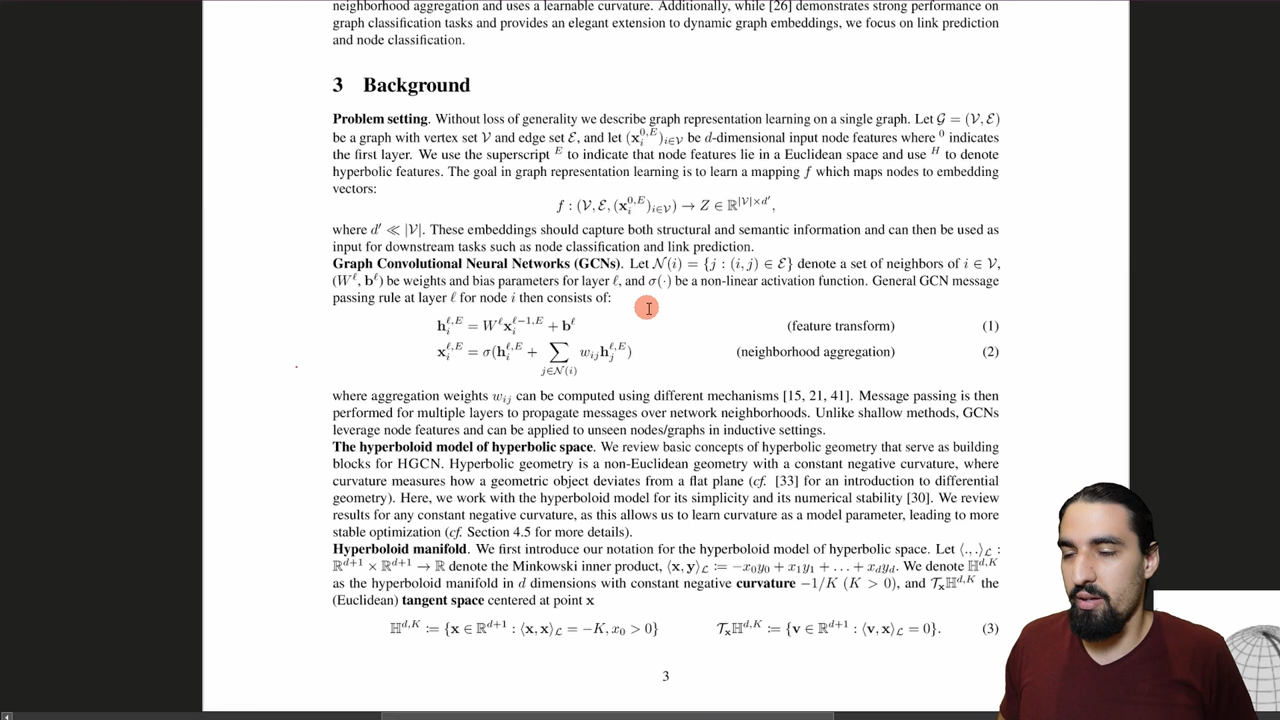 neighborhood aggregation and uses a learnable curvature. Additionally, while [26] demonstrates strong performance on
graph classification tasks and provides an elegant extension to dynamic graph embeddings, we focus on link prediction
and node classification.
3 Background
Problem setting. Without loss of generality we describe graph representation learning on a single graph. Let 𝒢 = (𝒱, ℰ)
be a graph with vertex set 𝒱 and edge set ℰ, and let (x_i^{0,E})_{i∈𝒱} be d-dimensional input node features where ^0 indicates
the first layer. We use the superscript ^E to indicate that node features lie in a Euclidean space and use ^H to denote
hyperbolic features. The goal in graph representation learning is to learn a mapping f which maps nodes to embedding
vectors:
f : (𝒱, ℰ, (x_i^{0,E})_{i∈𝒱}) → Z ∈ ℝ^{|𝒱|×d′},
where d′ ≪ |𝒱|. These embeddings should capture both structural and semantic information and can then be used as
input for downstream tasks such as node classification and link prediction.
Graph Convolutional Neural Networks (GCNs). Let 𝒩(i) = {j : (i, j) ∈ ℰ} denote a set of neighbors of i ∈ 𝒱,
(W^ℓ, b^ℓ) be weights and bias parameters for layer ℓ, and σ(·) be a non-linear activation function. General GCN message
passing rule at layer ℓ for node i then consists of:
h_i^{ℓ,E} = W^ℓ x_i^{ℓ−1,E} + b^ℓ (feature transform) (1)
x_i^{ℓ,E} = σ(h_i^{ℓ,E} + ∑_{j∈𝒩(i)} w_{ij} h_j^{ℓ,E}) (neighborhood aggregation) (2)
where aggregation weights w_{ij} can be computed using different mechanisms [15, 21, 41]. Message passing is then
performed for multiple layers to propagate messages over network neighborhoods. Unlike shallow methods, GCNs
leverage node features and can be applied to unseen nodes/graphs in inductive settings.
The hyperboloid model of hyperbolic space. We review basic concepts of hyperbolic geometry that serve as building
blocks for HGCN. Hyperbolic geometry is a non-Euclidean geometry with a constant negative curvature, where
curvature measures how a geometric object deviates from a flat plane (cf. [33] for an introduction to differential
geometry). Here, we work with the hyperboloid model for its simplicity and its numerical stability [30]. We review
results for any constant negative curvature, as this allows us to learn curvature as a model parameter, leading to more
stable optimization (cf. Section 4.5 for more details).
Hyperboloid manifold. We first introduce our notation for the hyperboloid model of hyperbolic space. Let ⟨., .⟩_ℒ :
ℝ^{d+1} × ℝ^{d+1} → ℝ denote the Minkowski inner product, ⟨x, y⟩_ℒ := −x_0y_0 + x_1y_1 + . . . + x_dy_d. We denote ℍ^{d,K}
as the hyperboloid manifold in d dimensions with constant negative curvature −1/K (K > 0), and 𝒯_xℍ^{d,K} the
(Euclidean) tangent space centered at point x
ℍ^{d,K} := {x ∈ ℝ^{d+1} : ⟨x, x⟩_ℒ = −K, x_0 > 0} 𝒯_xℍ^{d,K} := {v ∈ ℝ^{d+1} : ⟨v, x⟩_ℒ = 0}. (3)
3